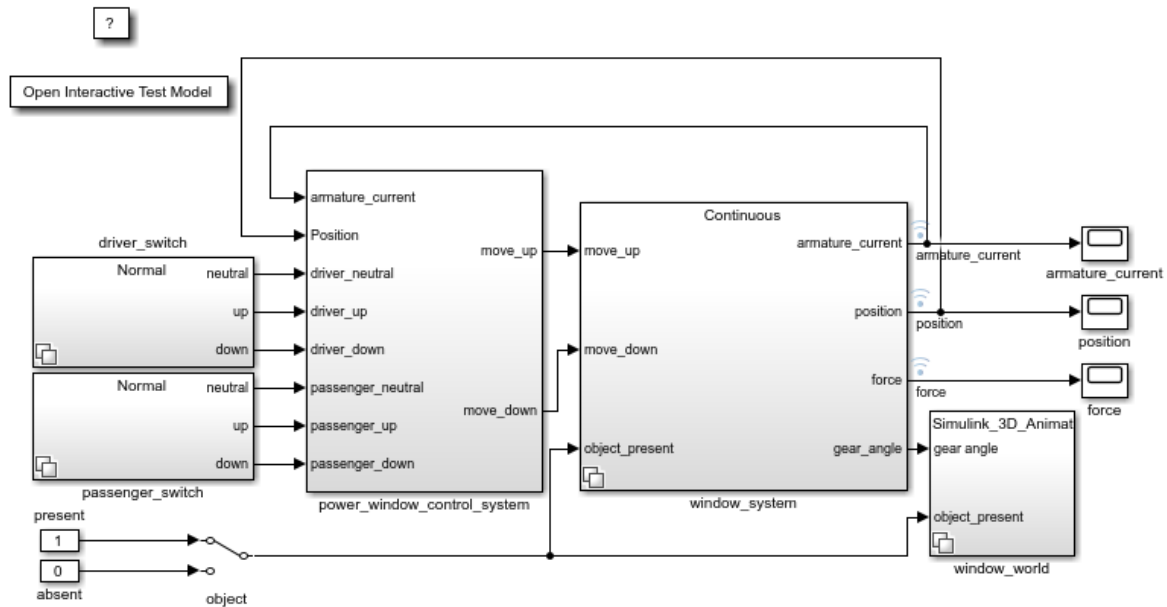 ?
Open Interactive Test Model
driver_switch
Normal
neutral
up
down
Normal
neutral
up
down
passenger_switch
present
1
0
absent
object
armature_current
Position
driver_neutral
driver_up
driver_down
passenger_neutral
passenger_up
passenger_down
move_up
move_down
power_window_control_system
Continuous
move_up
move_down
object_present
armature_current
position
force
gear_angle
window_system
armature_current
position
force
armature_current
position
force
Simulink_3D_Animat
gear angle
object_present
window_world